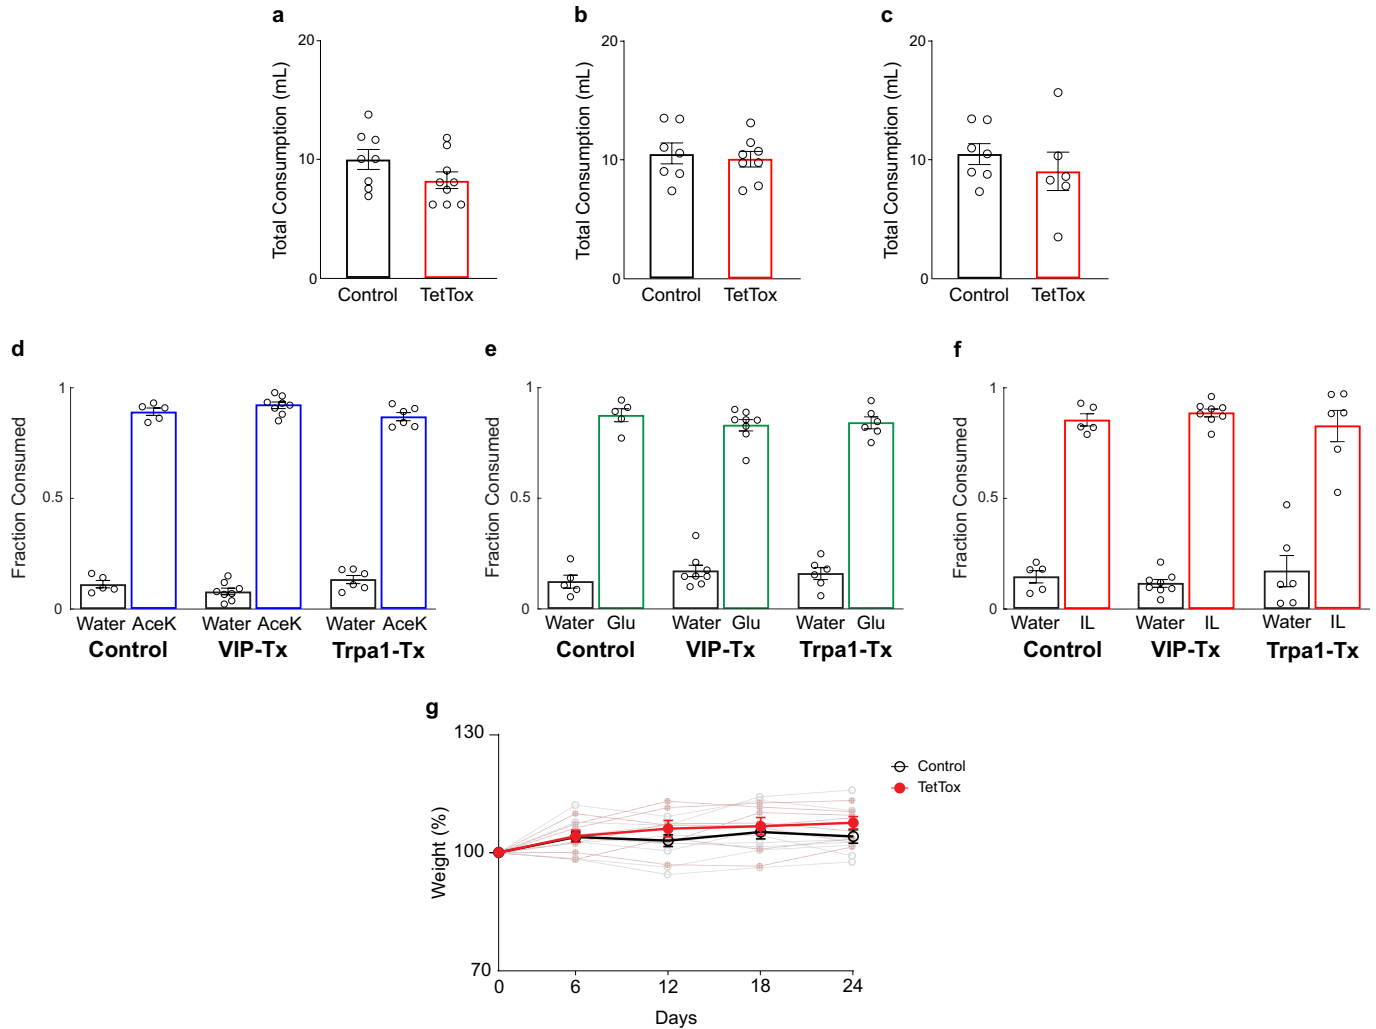 a
Total Consumption (mL)
20
10
0
Control TetTox
b
Total Consumption (mL)
20
10
0
Control TetTox
c
Total Consumption (mL)
20
10
0
Control TetTox
d
Fraction Consumed
1
0.5
0
Water AceK Water AceK Water AceK
Control VIP-Tx Trpa1-Tx
e
Fraction Consumed
1
0.5
0
Water Glu Water Glu Water Glu
Control VIP-Tx Trpa1-Tx
f
Fraction Consumed
1
0.5
0
Water IL Water IL Water IL
Control VIP-Tx Trpa1-Tx
g
Weight (%)
130
100
70
0 6 12 18 24
Days
Control
TetTox